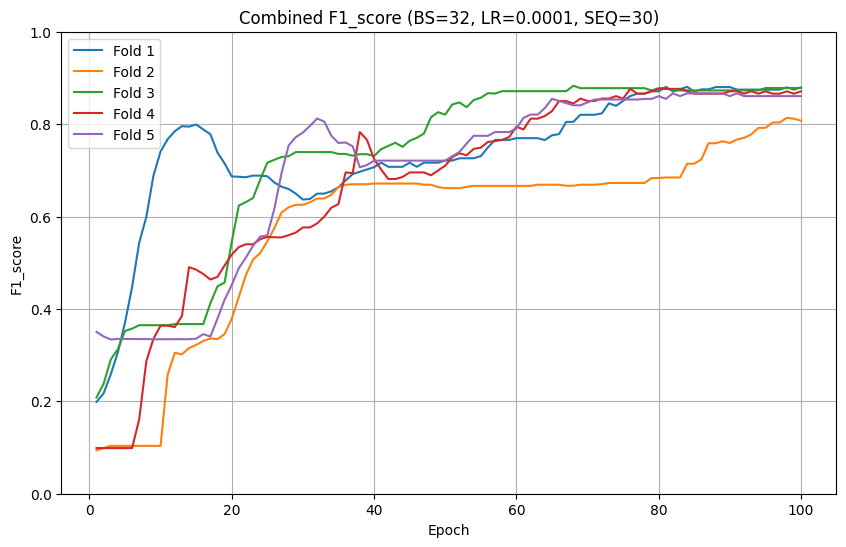 Combined F1_score (BS=32, LR=0.0001, SEQ=30)
Fold 1
Fold 2
Fold 3
Fold 4
Fold 5
1.0
0.8
0.6
0.4
0.2
0.0
F1_score
0 20 40 60 80 100
Epoch